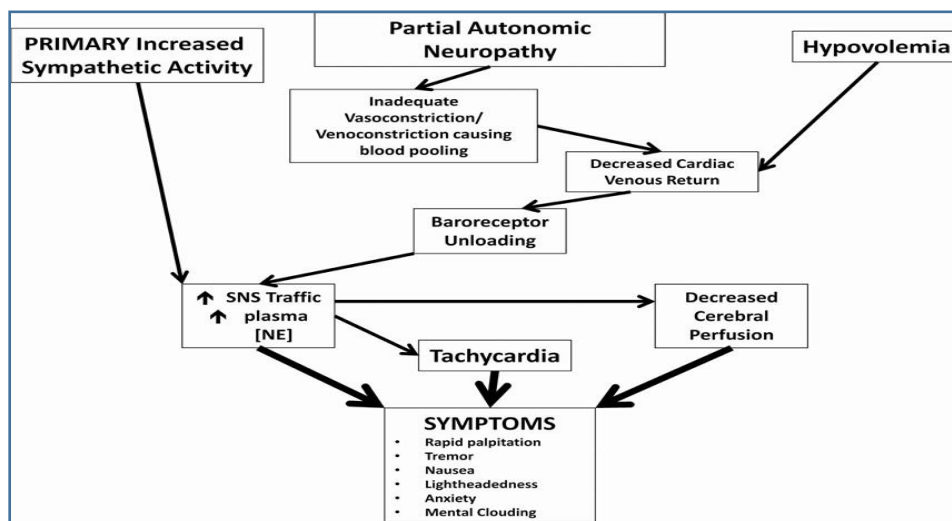 PRIMARY Increased
Sympathetic Activity
Partial Autonomic
Neuropathy
Hypovolemia
Inadequate
Vasoconstriction/
Venoconstriction causing
blood pooling
Decreased Cardiac
Venous Return
Baroreceptor
Unloading
↑ SNS Traffic
↑ plasma
[NE]
Decreased
Cerebral
Perfusion
Tachycardia
SYMPTOMS
• Rapid palpitation
• Tremor
• Nausea
• Lightheadedness
• Anxiety
• Mental Clouding